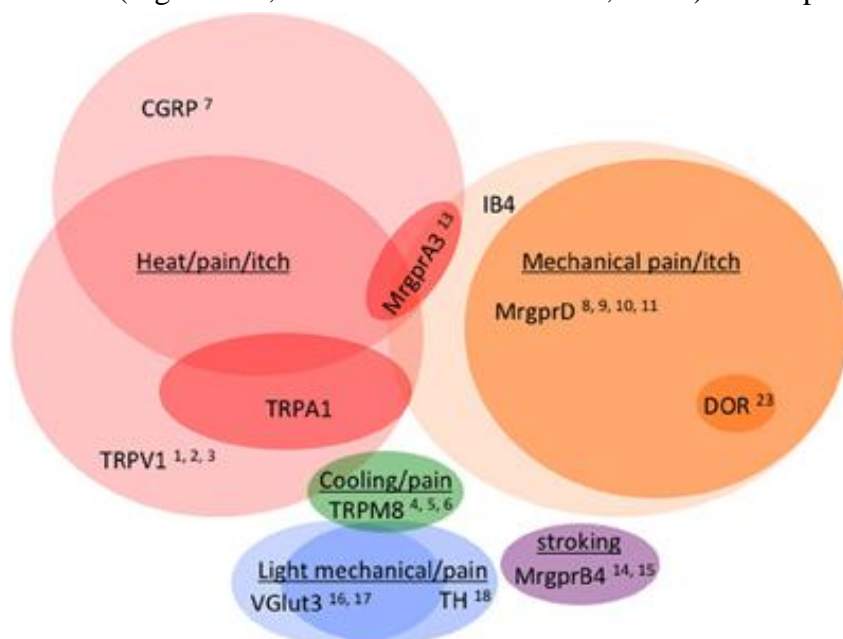 CGRP 7
IB4
MrgprA3 13
Heat/pain/itch
Mechanical pain/itch
MrgprD 8, 9, 10, 11
TRPA1
DOR 23
TRPV1 1, 2, 3
Cooling/pain
TRPM8 4, 5, 6
stroking
MrgprB4 14, 15
Light mechanical/pain
VGlut3 16, 17
TH 18